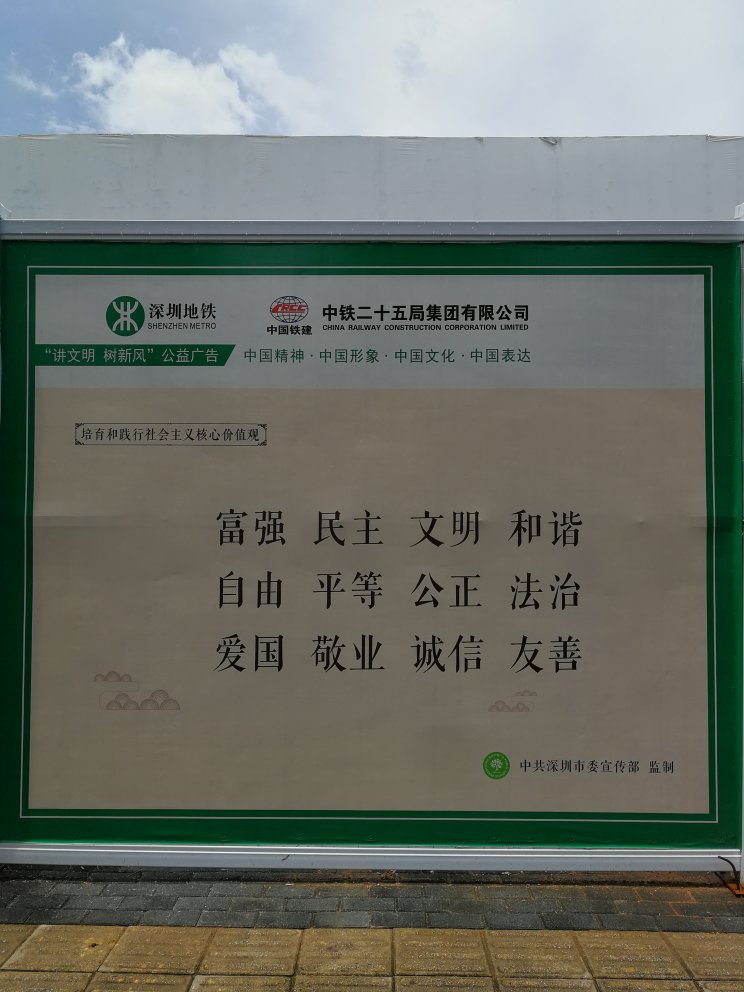 深圳地铁
SHENZHEN METRO
CRCC
中国铁建
中铁二十五局集团有限公司
CHINA RAILWAY CONSTRUCTION CORPORATION LIMITED
“讲文明 树新风”公益广告
中国精神·中国形象·中国文化·中国表达
培育和践行社会主义核心价值观
富强 民主 文明 和谐
自由 平等 公正 法治
爱国 敬业 诚信 友善
中共深圳市委宣传部 监制